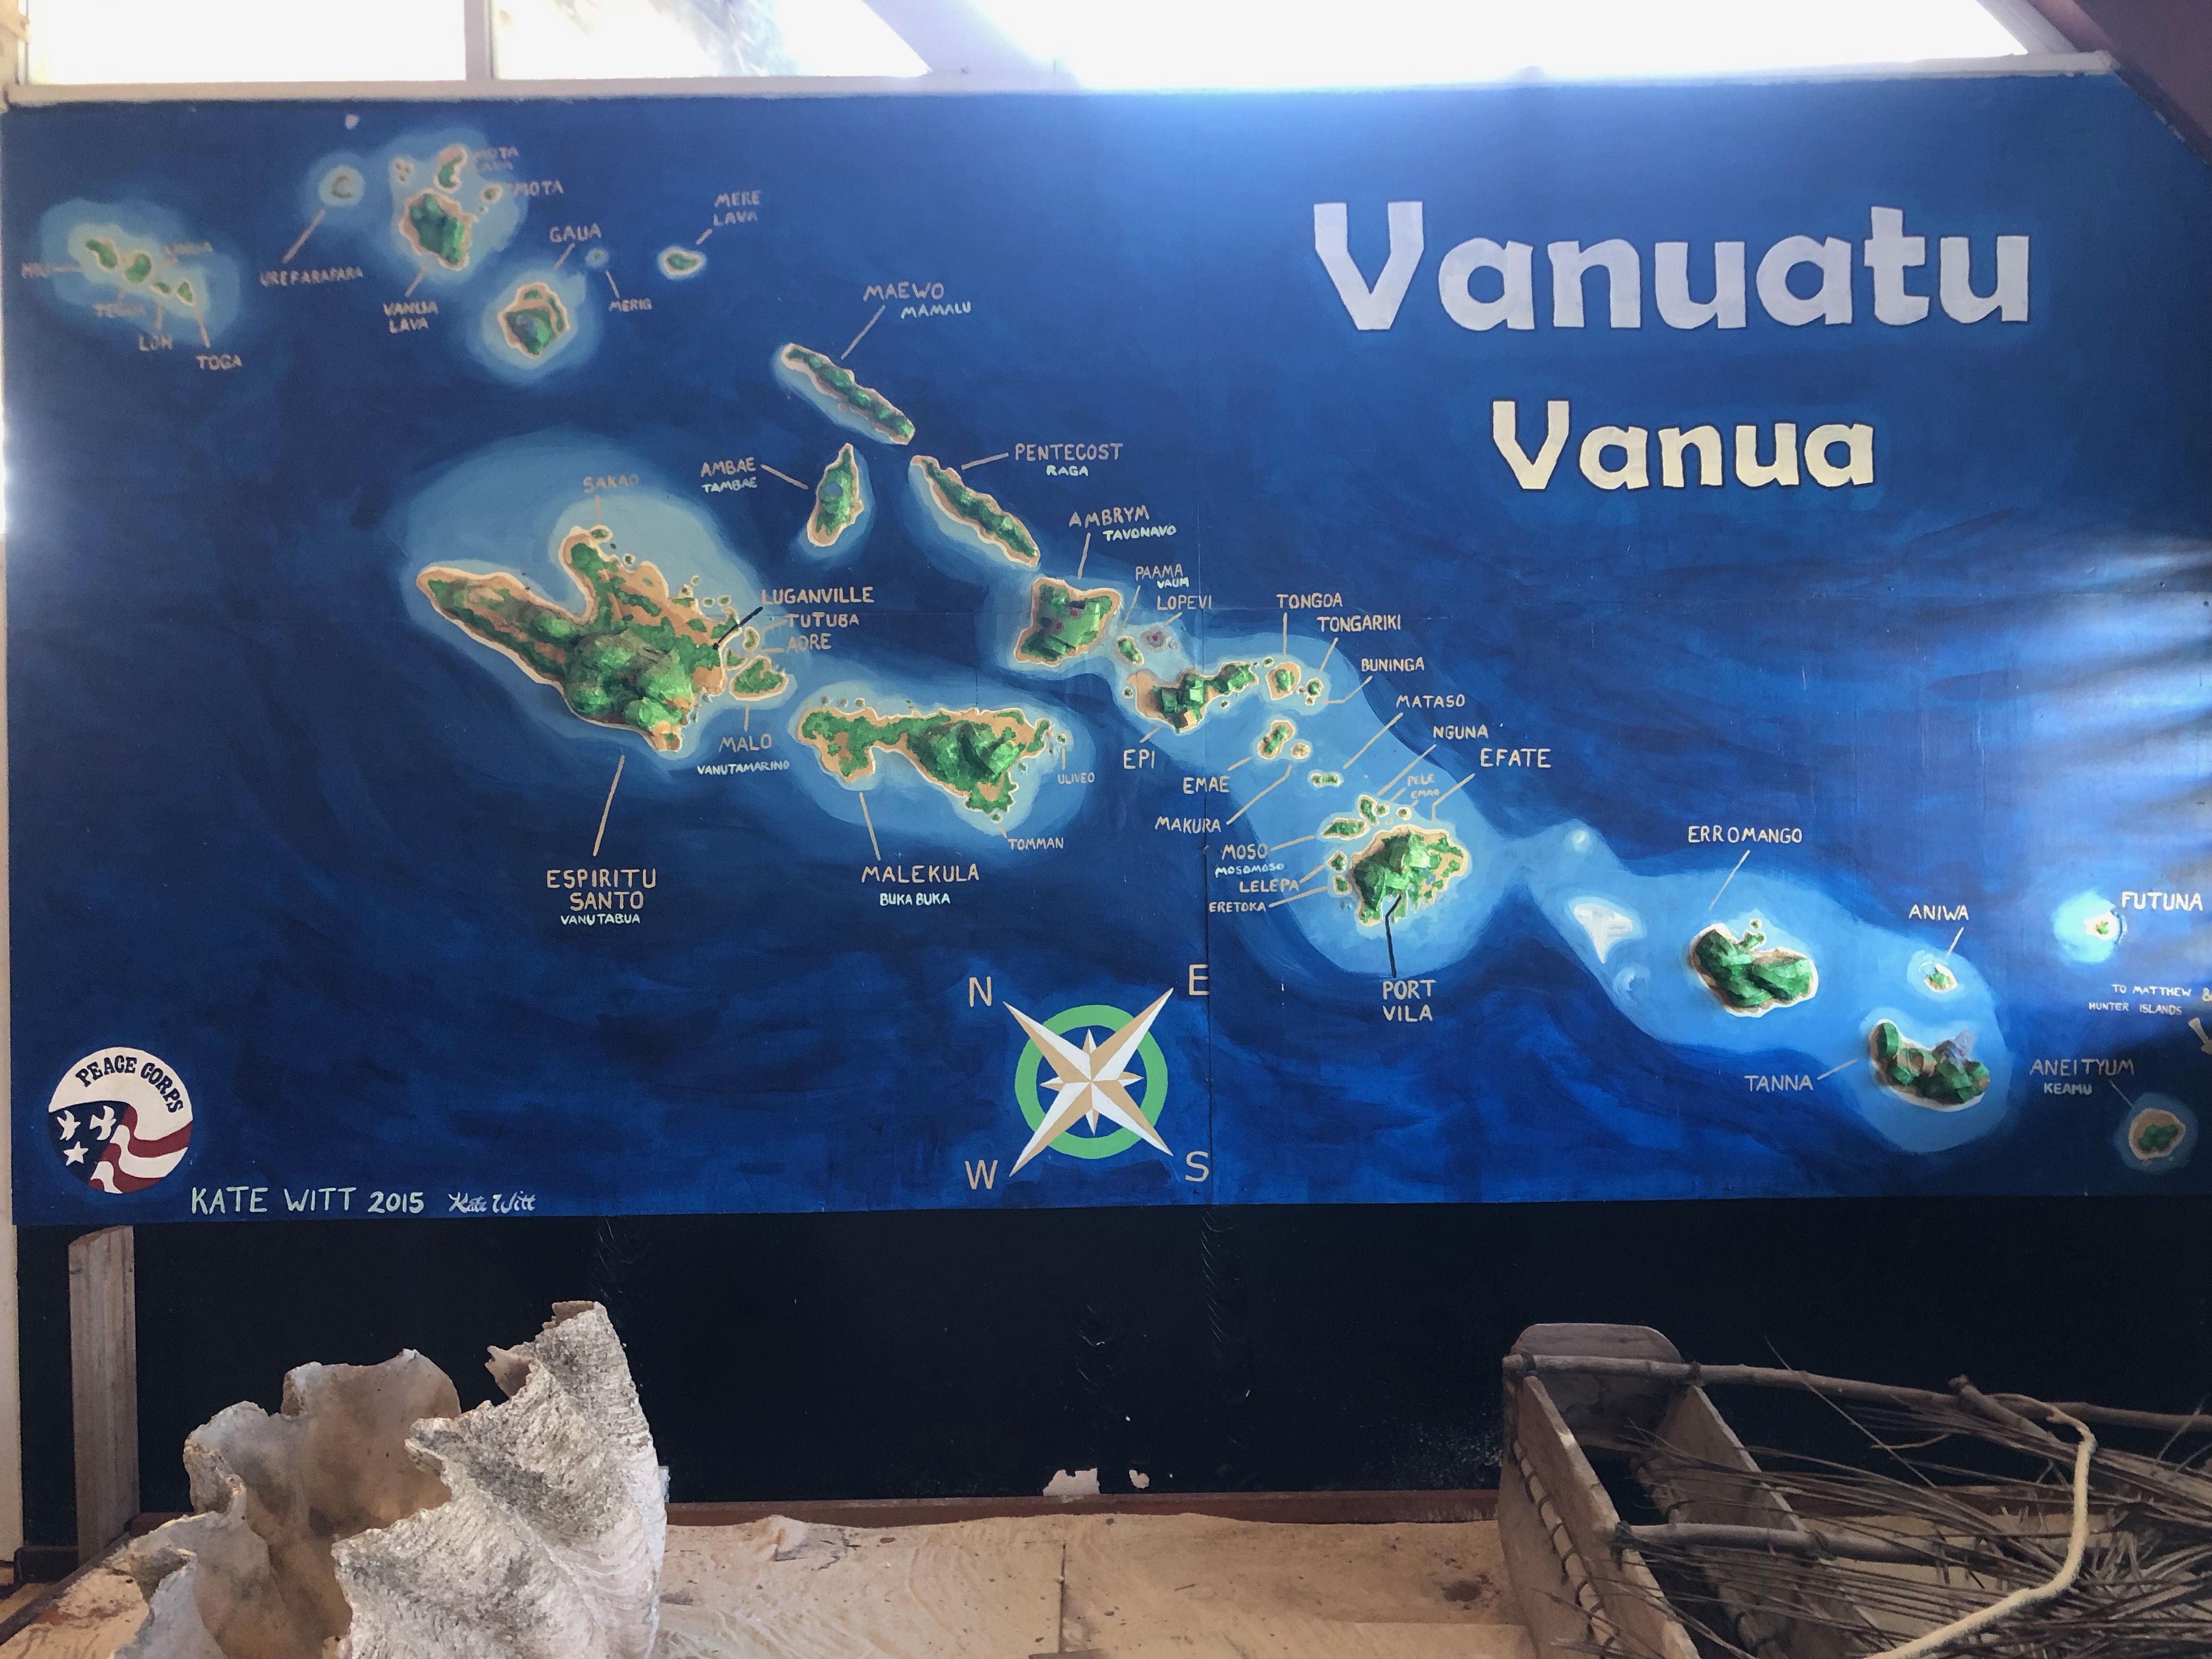 Vanuatu
Vanua
MOTA
LAVA
MOTA
MERE
LAVA
GAUA
HIU
UREPARAPARA
VANUA
LAVA
MERIG
TEGUA
LOH
TOGA
MAEWO
MAMALU
AMBAE
TAMBAE
PENTECOST
RAGA
SAKAO
AMBRYM
TAVONAVO
PAAMA
VAUM
LOPEVI
LUGANVILLE
TUTUBA
AORE
TONGOA
TONGARIKI
BUNINGA
MATASO
NGUNA
EFATE
PELE
EMAO
MALO
VANUTAMARINO
ULIVEO
EPI
EMAE
MAKURA
TOMMAN
MOSO
MOSOMOSO
LELEPA
ERETOKA
ESPIRITU
SANTO
VANUTABUA
MALEKULA
BUKA BUKA
ERROMANGO
ANIWA
FUTUNA
PORT
VILA
TO MATTHEW &
HUNTER ISLANDS
TANNA
ANEITYUM
KEAMU
N
E
W
S
PEACE CORPS
KATE WITT 2015
Kate Witt